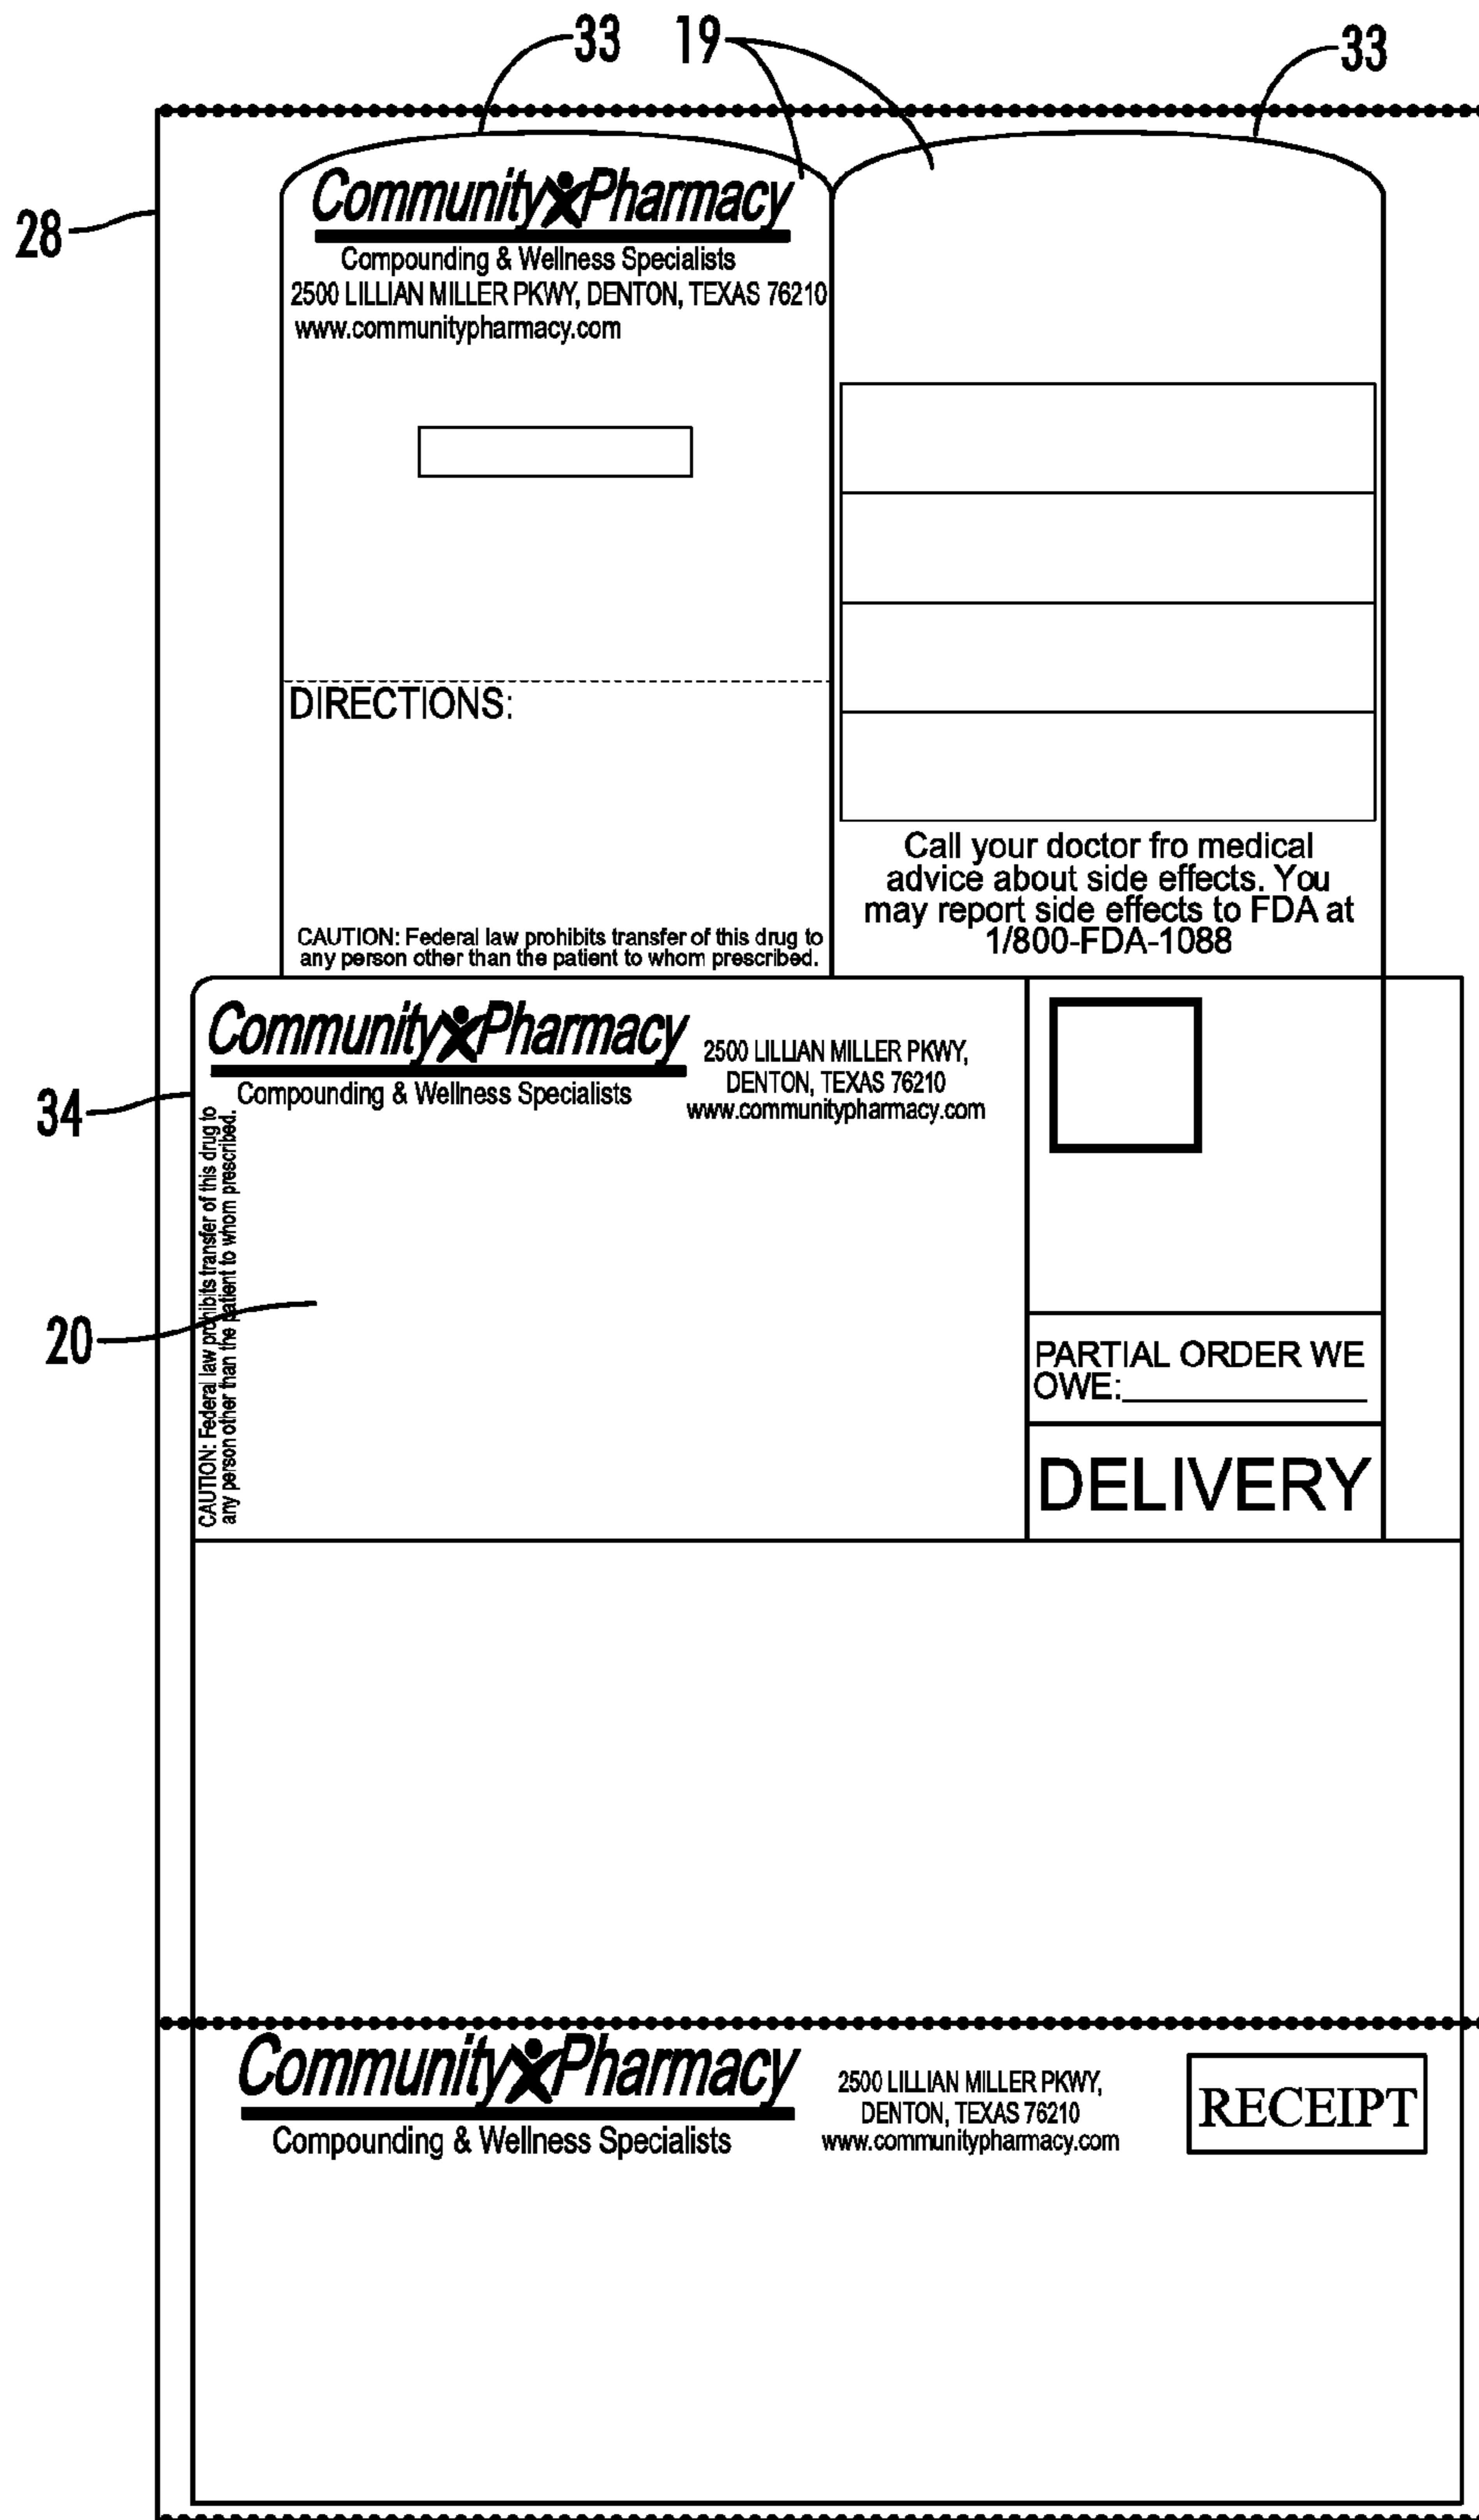 33 19 33
28
Community Pharmacy
Compounding & Wellness Specialists
2500 LILLIAN MILLER PKWY, DENTON, TEXAS 76210
www.communitypharmacy.com
DIRECTIONS:
CAUTION: Federal law prohibits transfer of this drug to
any person other than the patient to whom prescribed.
Call your doctor fro medical
advice about side effects. You
may report side effects to FDA at
1/800-FDA-1088
34
Community Pharmacy
Compounding & Wellness Specialists
2500 LILLIAN MILLER PKWY,
DENTON, TEXAS 76210
www.communitypharmacy.com
CAUTION: Federal law prohibits transfer of this drug to
any person other than the patient to whom prescribed.
20
PARTIAL ORDER WE
OWE:
DELIVERY
Community Pharmacy
Compounding & Wellness Specialists
2500 LILLIAN MILLER PKWY,
DENTON, TEXAS 76210
www.communitypharmacy.com
RECEIPT